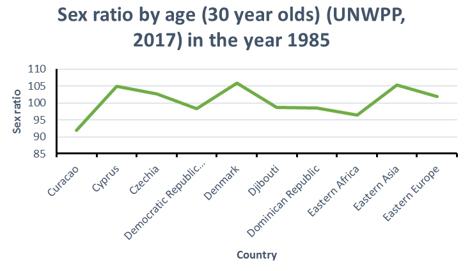 Sex ratio by age (30 year olds) (UNWPP,
2017) in the year 1985
Sex ratio
110
105
100
95
90
85
Curacao
Cyprus
Czechia
Democratic Republic...
Denmark
Djibouti
Dominican Republic
Eastern Africa
Eastern Asia
Eastern Europe
Country